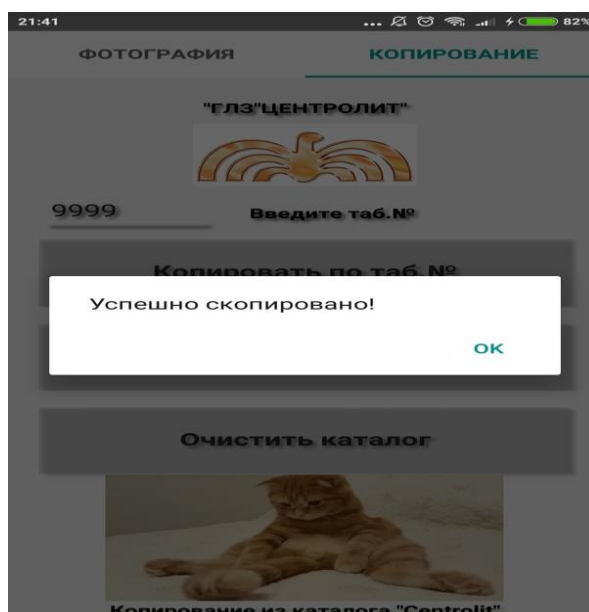 21:41 ... 82%
ФОТОГРАФИЯ КОПИРОВАНИЕ
"ГЛЗ"ЦЕНТРОЛИТ"
9999 Введите таб.№
Копировать по таб.№
Успешно скопировано!
ОК
Очистить каталог
Копирование из каталога "Centrolit"